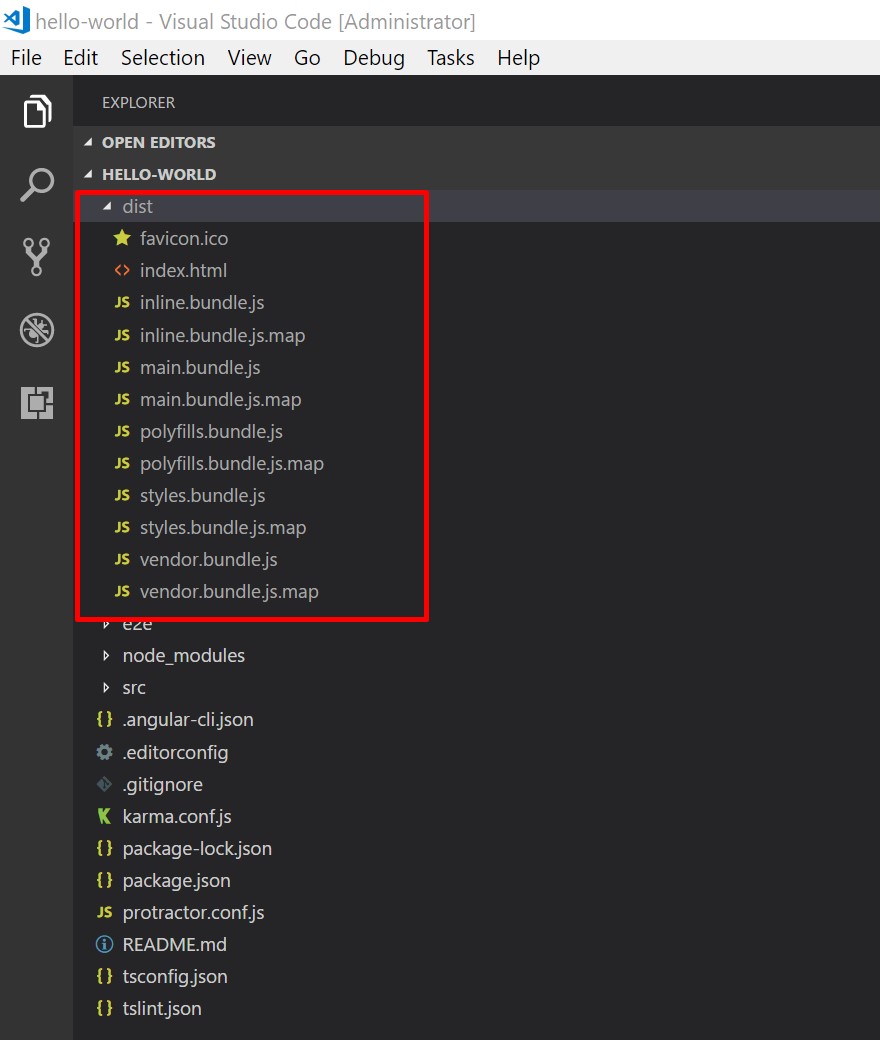 hello-world - Visual Studio Code [Administrator]
File Edit Selection View Go Debug Tasks Help
EXPLORER
OPEN EDITORS
HELLO-WORLD
dist
favicon.ico
<> index.html
JS inline.bundle.js
JS inline.bundle.js.map
JS main.bundle.js
JS main.bundle.js.map
JS polyfills.bundle.js
JS polyfills.bundle.js.map
JS styles.bundle.js
JS styles.bundle.js.map
JS vendor.bundle.js
JS vendor.bundle.js.map
e2e
node_modules
src
{ } .angular-cli.json
.editorconfig
.gitignore
karma.conf.js
{ } package-lock.json
{ } package.json
JS protractor.conf.js
README.md
{ } tsconfig.json
{ } tslint.json